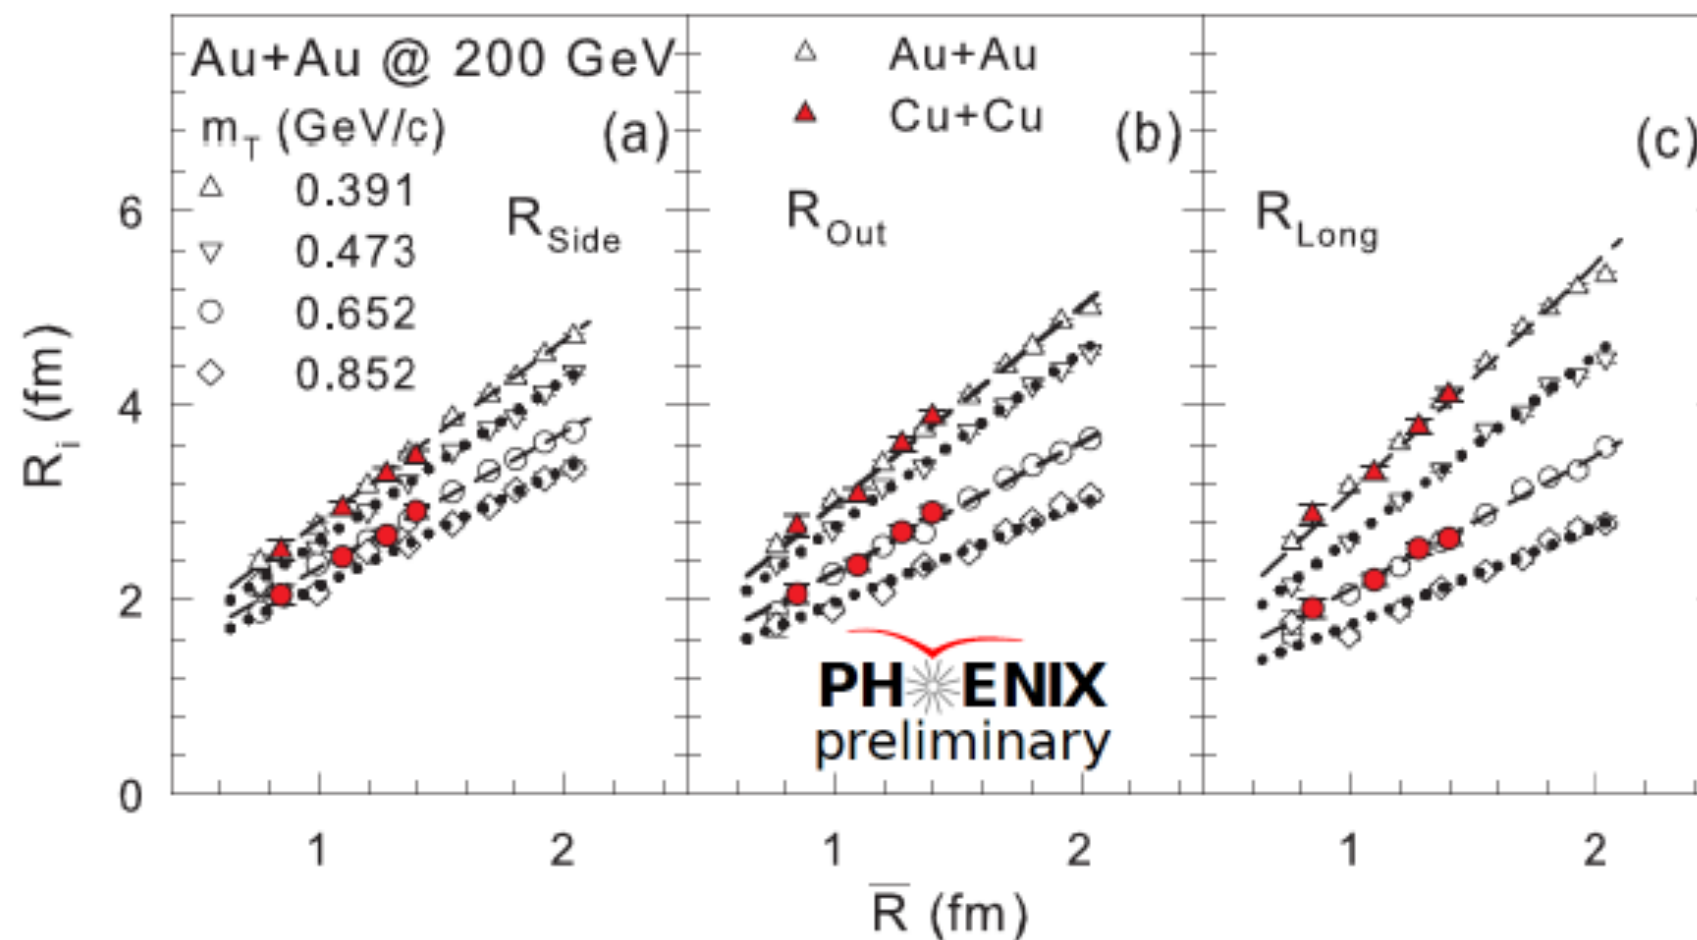 Au+Au @ 200 GeV
m_T (GeV/c)
0.391
0.473
0.652
0.852
(a)
R_Side
Au+Au
Cu+Cu
(b)
R_Out
PHENIX
preliminary
(c)
R_Long
R_i (fm)
6
4
2
0
1 2 1 2 1 2
R̅ (fm)